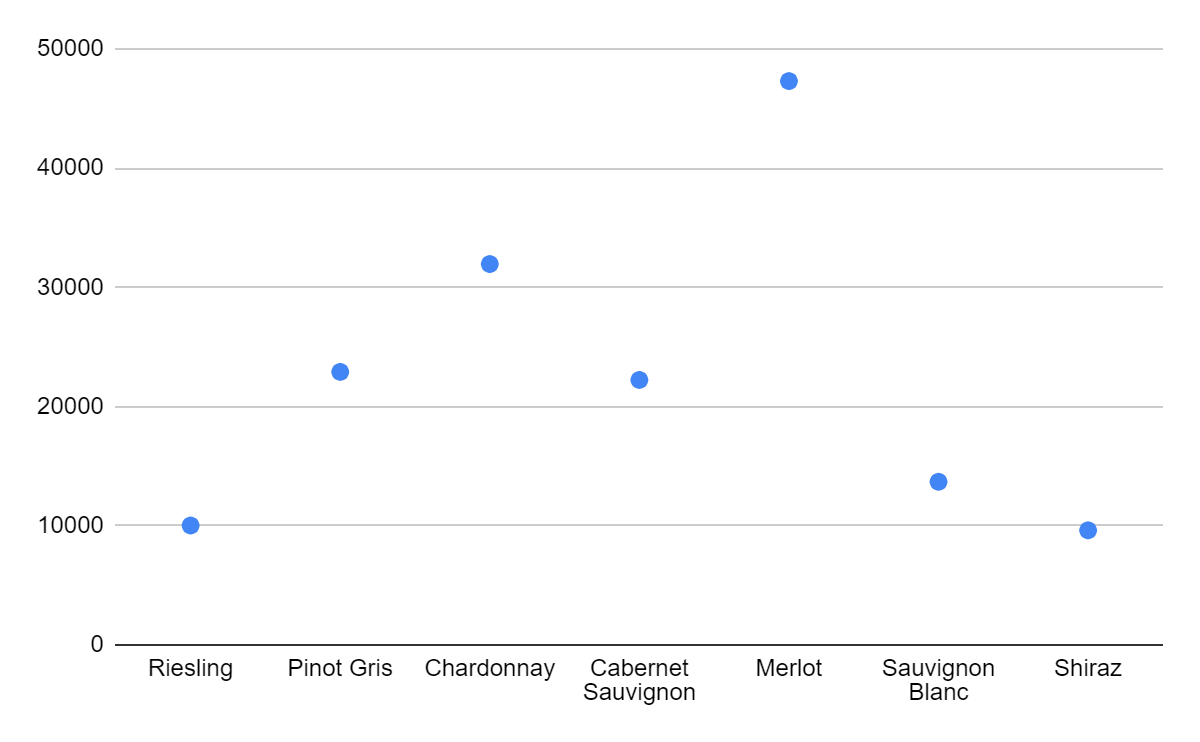 50000
40000
30000
20000
10000
0
Riesling
Pinot Gris
Chardonnay
Cabernet
Sauvignon
Merlot
Sauvignon
Blanc
Shiraz